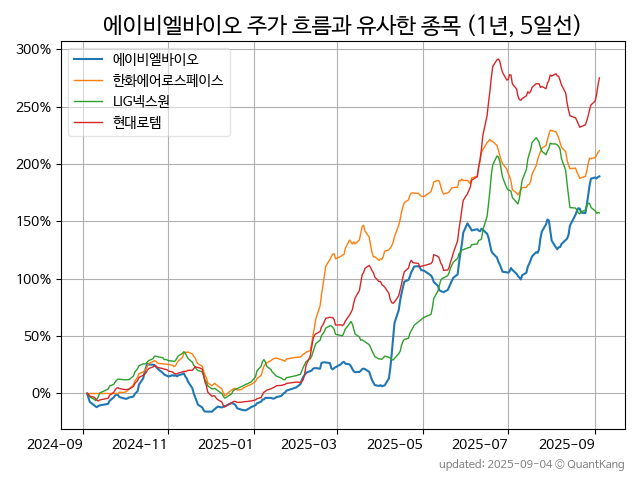 에이비엘바이오 주가 흐름과 유사한 종목 (1년, 5일선)
300%
250%
200%
150%
100%
50%
0%
에이비엘바이오
한화에어로스페이스
LIG넥스원
현대로템
2024-09 2024-11 2025-01 2025-03 2025-05 2025-07 2025-09
updated: 2025-09-04 © QuantKang